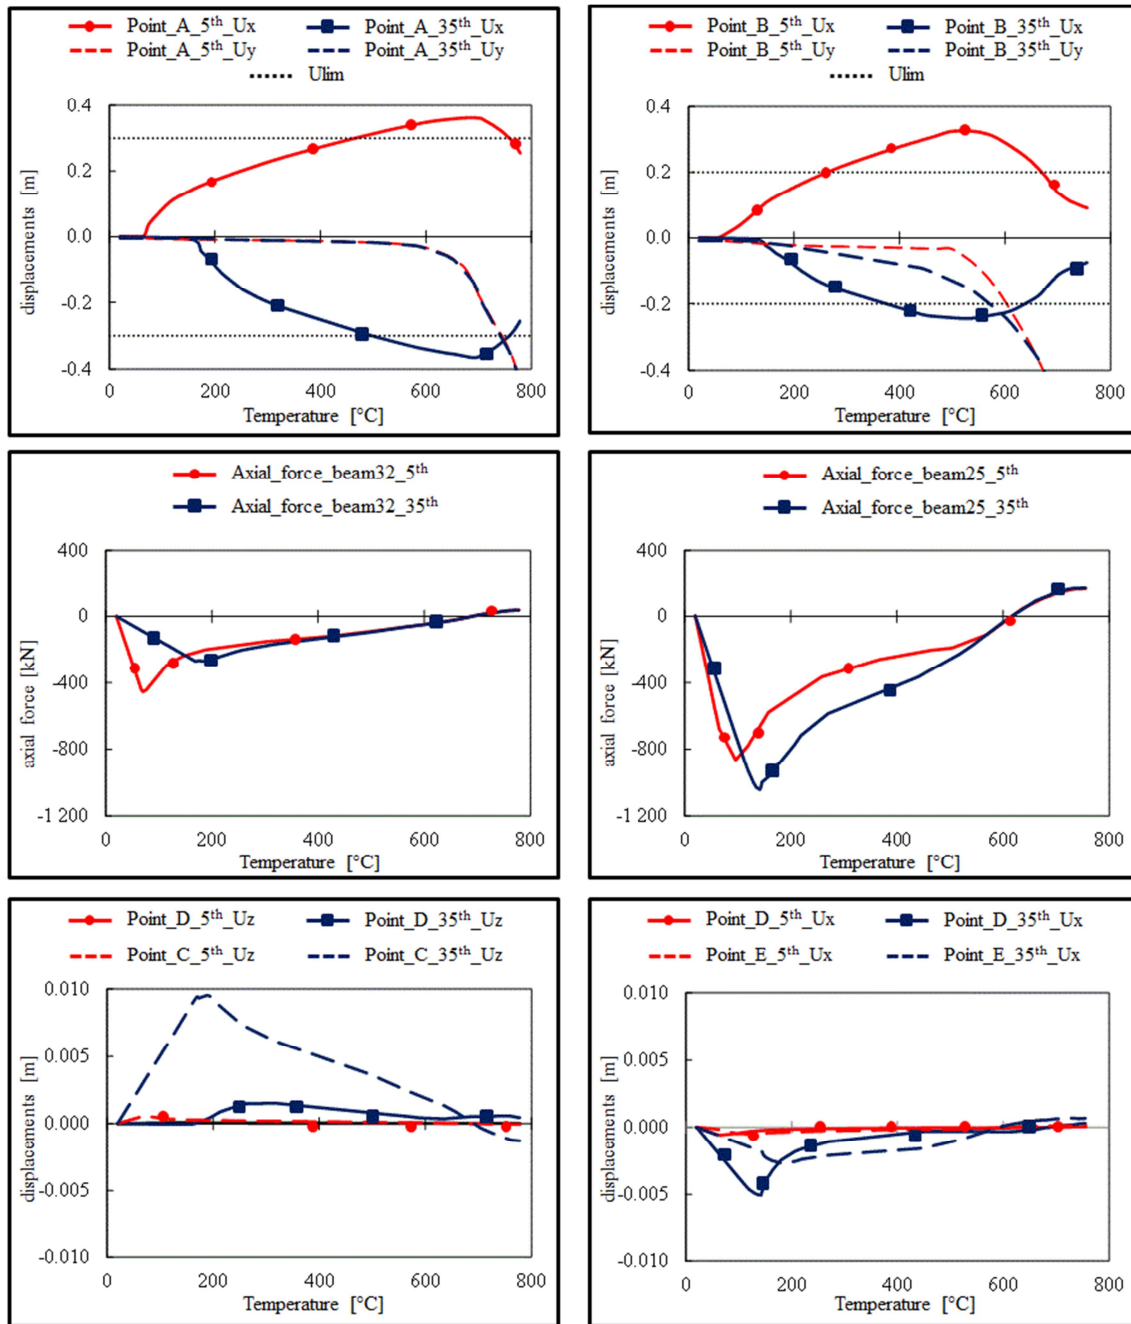 Point_A_5th_Ux Point_A_35th_Ux
Point_A_5th_Uy Point_A_35th_Uy
Ulim
displacements [m]
0.4
0.2
0.0
-0.2
-0.4
0 200 400 600 800
Temperature [°C]
Point_B_5th_Ux Point_B_35th_Ux
Point_B_5th_Uy Point_B_35th_Uy
Ulim
displacements [m]
0.4
0.2
0.0
-0.2
-0.4
0 200 400 600 800
Temperature [°C]
Axial_force_beam32_5th
Axial_force_beam32_35th
axial force [kN]
400
0
-400
-800
-1 200
0 200 400 600 800
Temperature [°C]
Axial_force_beam25_5th
Axial_force_beam25_35th
axial force [kN]
400
0
-400
-800
-1 200
0 200 400 600 800
Temperature [°C]
Point_D_5th_Uz Point_D_35th_Uz
Point_C_5th_Uz Point_C_35th_Uz
displacements [m]
0.010
0.005
0.000
-0.005
-0.010
0 200 400 600 800
Temperature [°C]
Point_D_5th_Ux Point_D_35th_Ux
Point_E_5th_Ux Point_E_35th_Ux
displacements [m]
0.010
0.005
0.000
-0.005
-0.010
0 200 400 600 800
Temperature [°C]